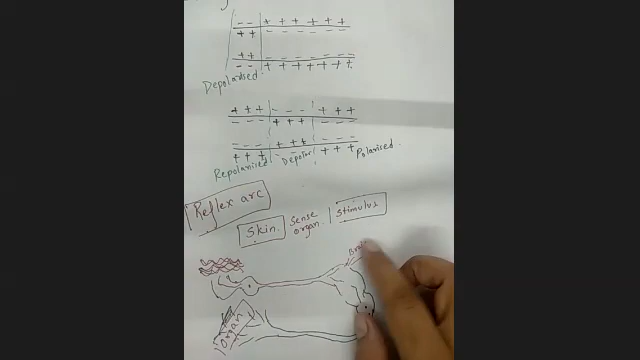 -- + + + + + +
+ + - - - - - -
+ + - - - - - -
-- + + + + + + +
Depolarised.
+ + + - - - + + +
- - - + + + - - -
- - - + + + - - -
+ + + - - - + + +
Repolarised Depolar Polarised.
Reflex arc
Skin. Sense organ. Stimulus
Organ